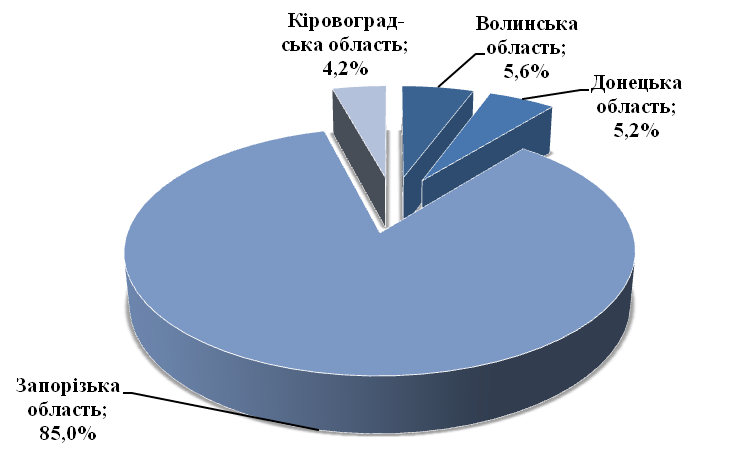 Кіровоград-
ська область;
4,2%
Волинська
область;
5,6%
Донецька
область;
5,2%
Запорізька
область;
85,0%